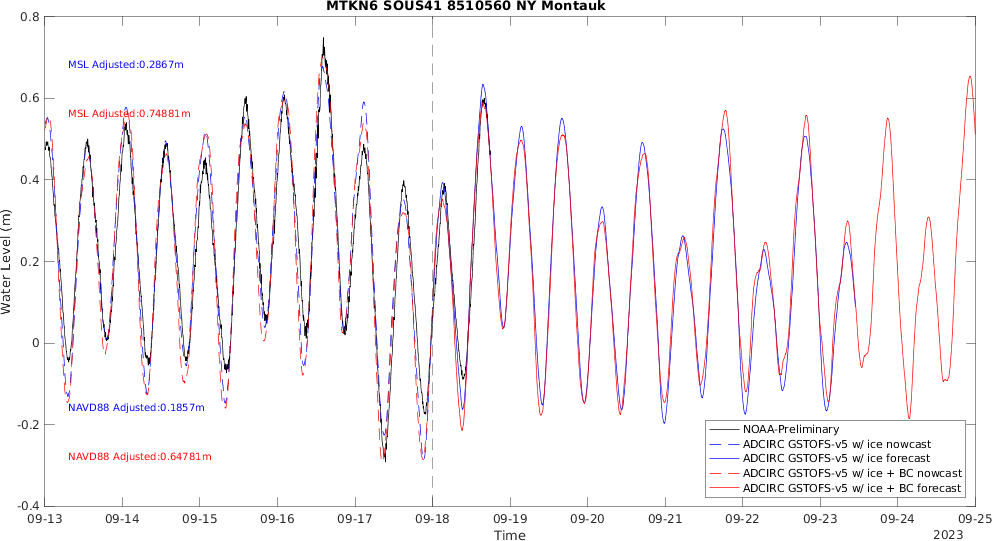 MTKN6 SOUS41 8510560 NY Montauk
0.8
0.6
0.4
0.2
0
-0.2
-0.4
Water Level (m)
MSL Adjusted:0.2867m
MSL Adjusted:0.74881m
NAVD88 Adjusted:0.1857m
NAVD88 Adjusted:0.64781m
NOAA-Preliminary
ADCIRC GSTOFS-v5 w/ ice nowcast
ADCIRC GSTOFS-v5 w/ ice forecast
ADCIRC GSTOFS-v5 w/ ice + BC nowcast
ADCIRC GSTOFS-v5 w/ ice + BC forecast
09-13 09-14 09-15 09-16 09-17 09-18 09-19 09-20 09-21 09-22 09-23 09-24 09-25
Time
2023